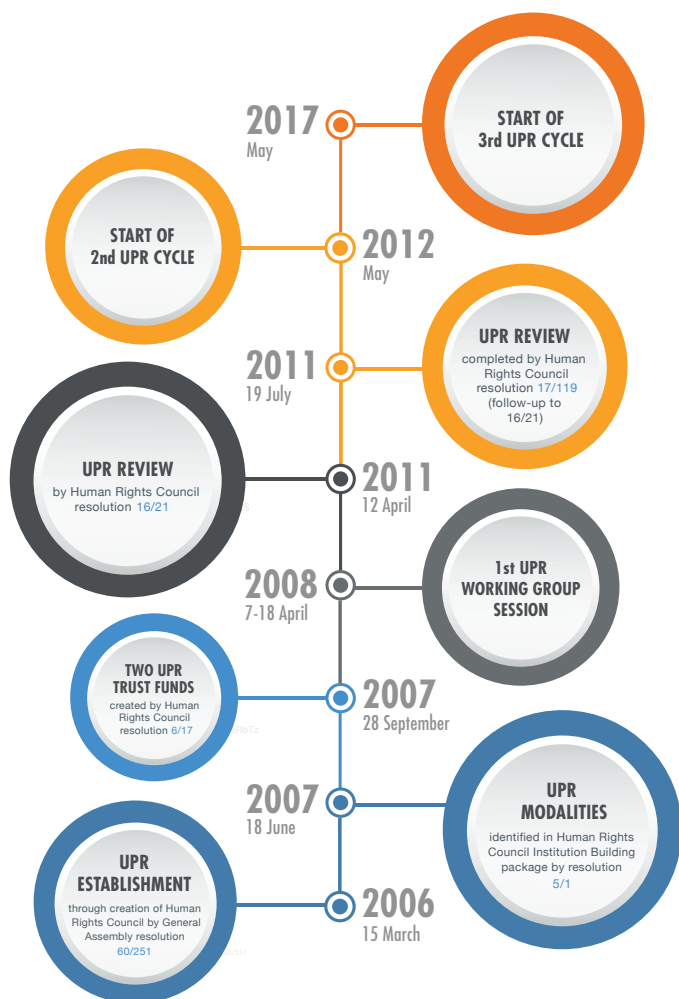 2017
May
START OF
3rd UPR CYCLE
START OF
2nd UPR CYCLE
2012
May
2011
19 July
UPR REVIEW
completed by Human
Rights Council
resolution 17/119
(follow-up to
16/21)
UPR REVIEW
by Human Rights Council
resolution 16/21
2011
12 April
2008
7-18 April
1st UPR
WORKING GROUP
SESSION
TWO UPR
TRUST FUNDS
created by Human
Rights Council
resolution 6/17
2007
28 September
2007
18 June
UPR
MODALITIES
identified in Human Rights
Council Institution Building
package by resolution
5/1
UPR
ESTABLISHMENT
through creation of Human
Rights Council by General
Assembly resolution
60/251
2006
15 March